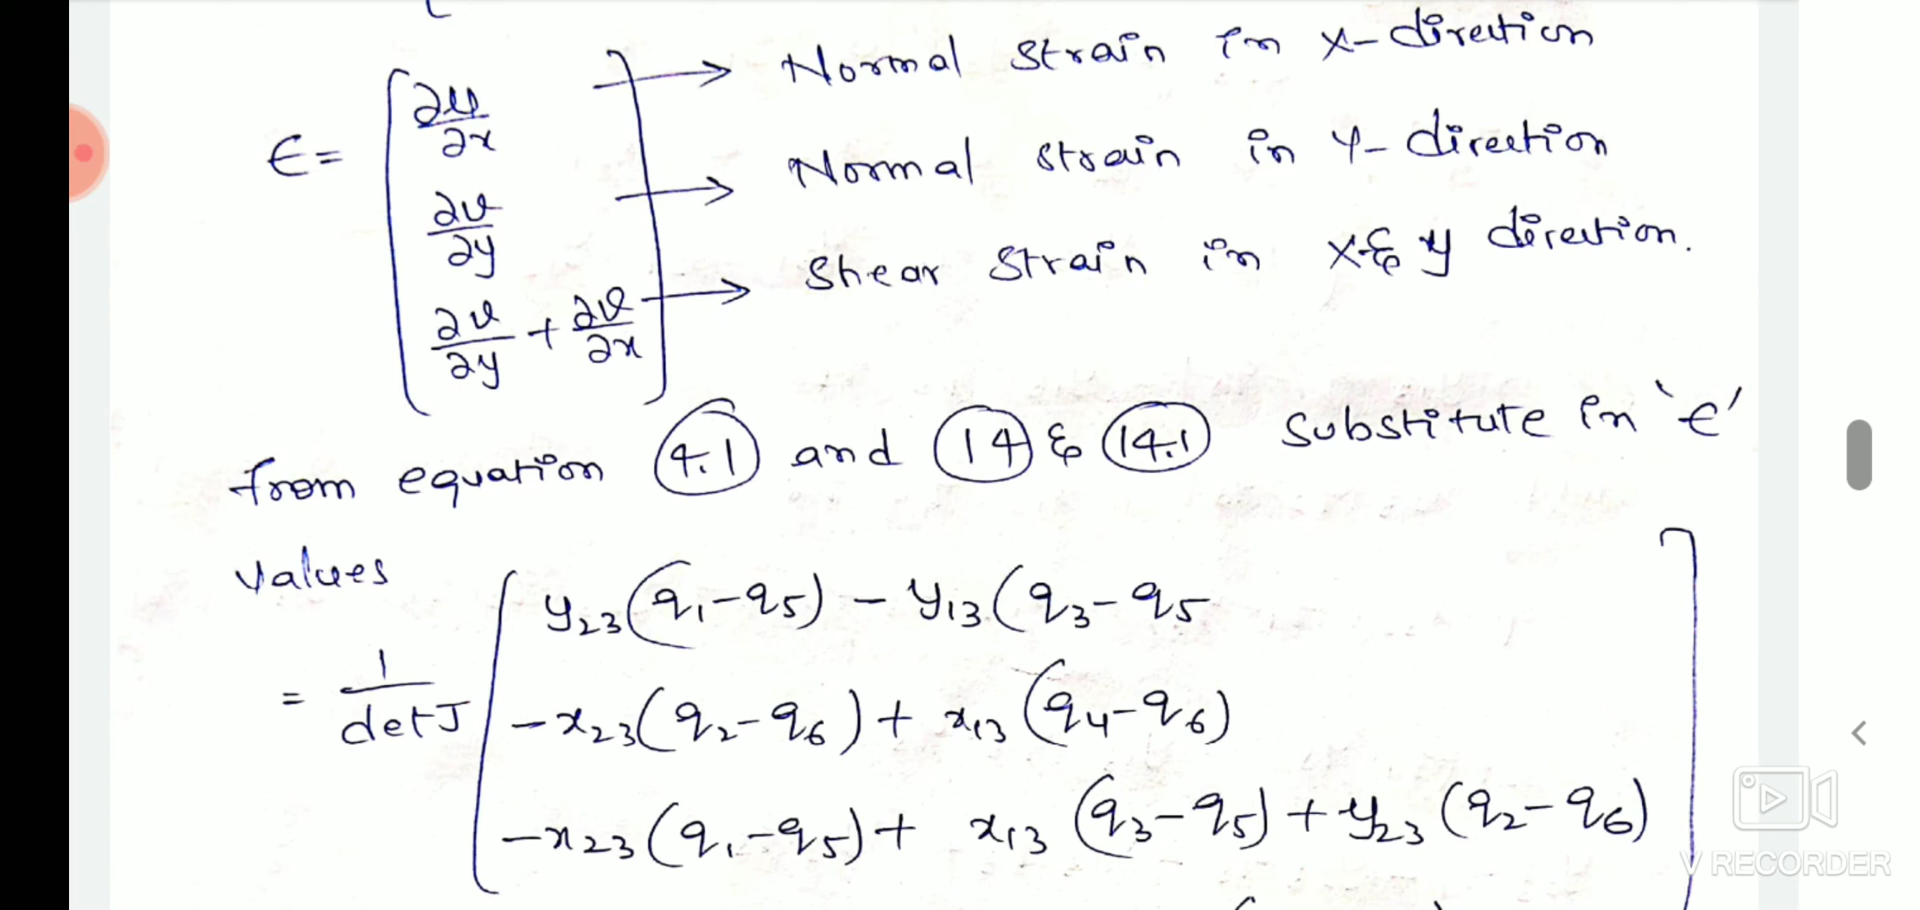 ∂u/∂x → Normal strain in x-direction
ϵ = ∂v/∂y → Normal strain in Y-direction
∂u/∂y + ∂v/∂x → Shear strain in x & y direction.
from equation (4.1) and (14) & (14.1) substitute in 'ϵ'
values
y₂₃(q₁-q₅) - y₁₃(q₃-q₅
= 1/detJ -x₂₃(q₂-q₆) + x₁₃(q₄-q₆)
-x₂₃(q₁-q₅) + x₁₃(q₃-q₅) + y₂₃(q₂-q₆)
V RECORDER